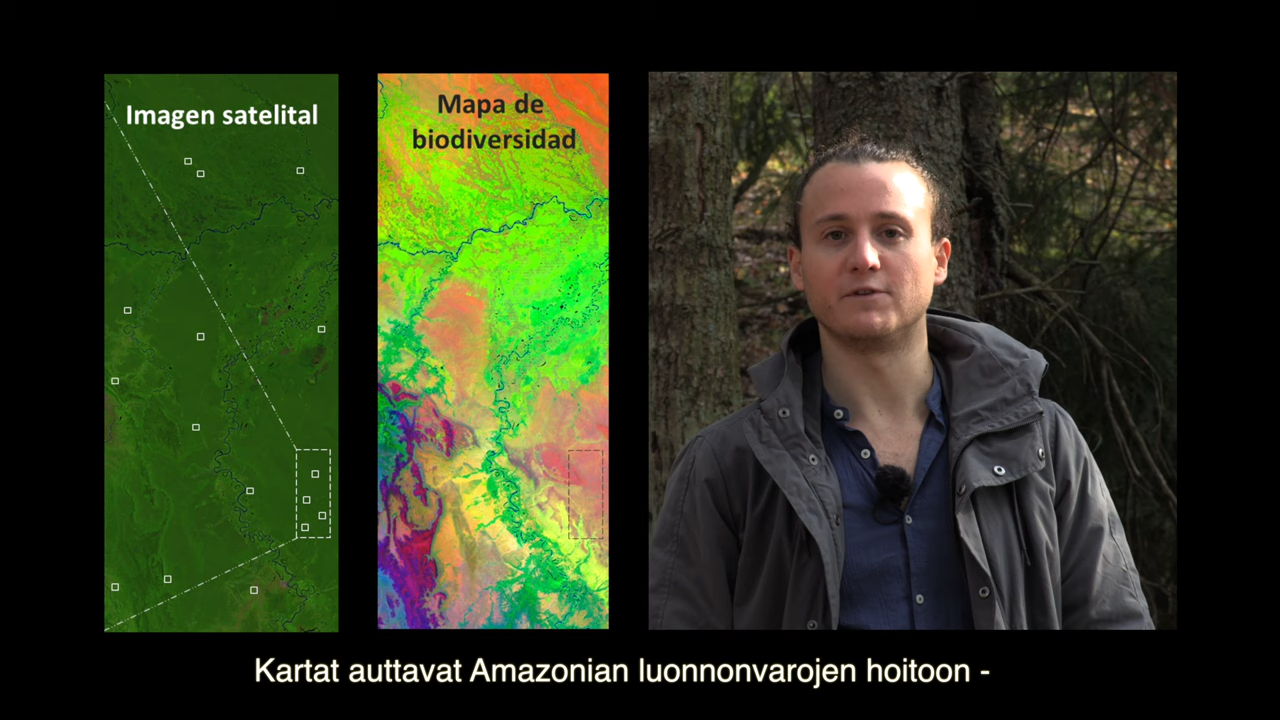 Imagen satelital
Mapa de
biodiversidad
Kartat auttavat Amazonian luonnonvarojen hoitoon -